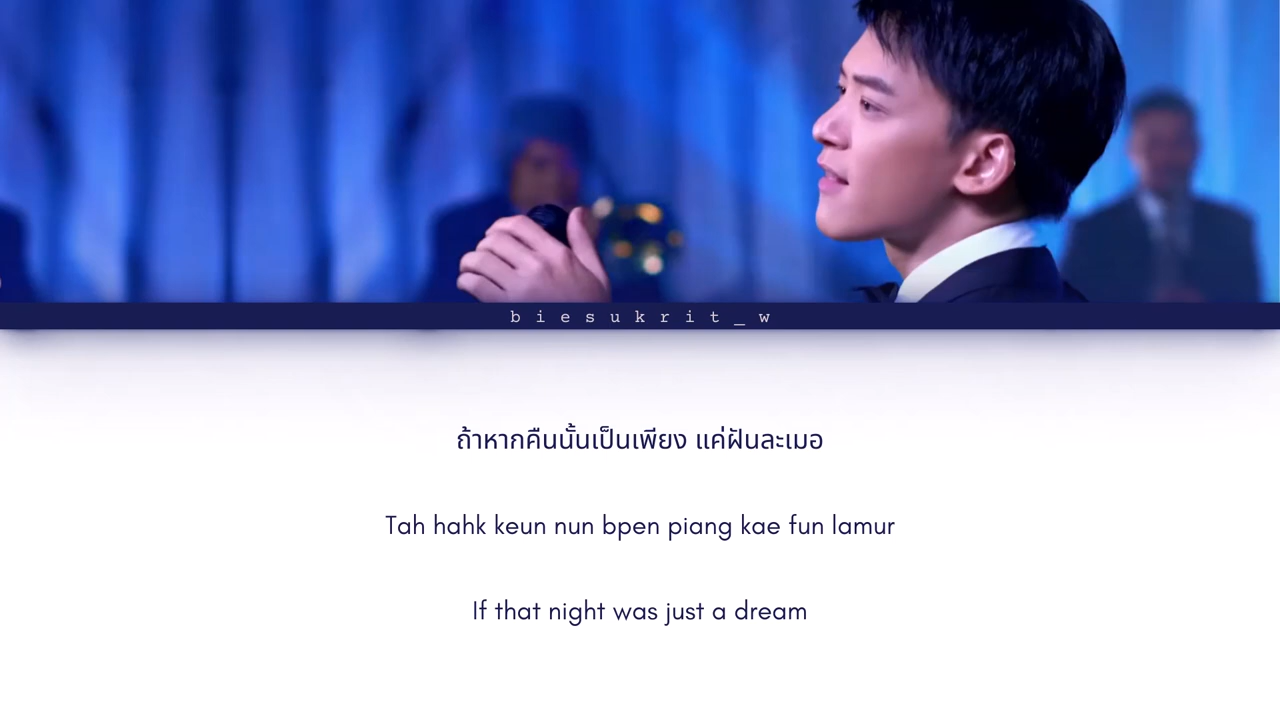 biesukrit_w
ถ้าหากคืนนั้นเป็นเพียง แค่ฝันละเมอ
Tah hahk keun nun bpen piang kae fun lamur
If that night was just a dream